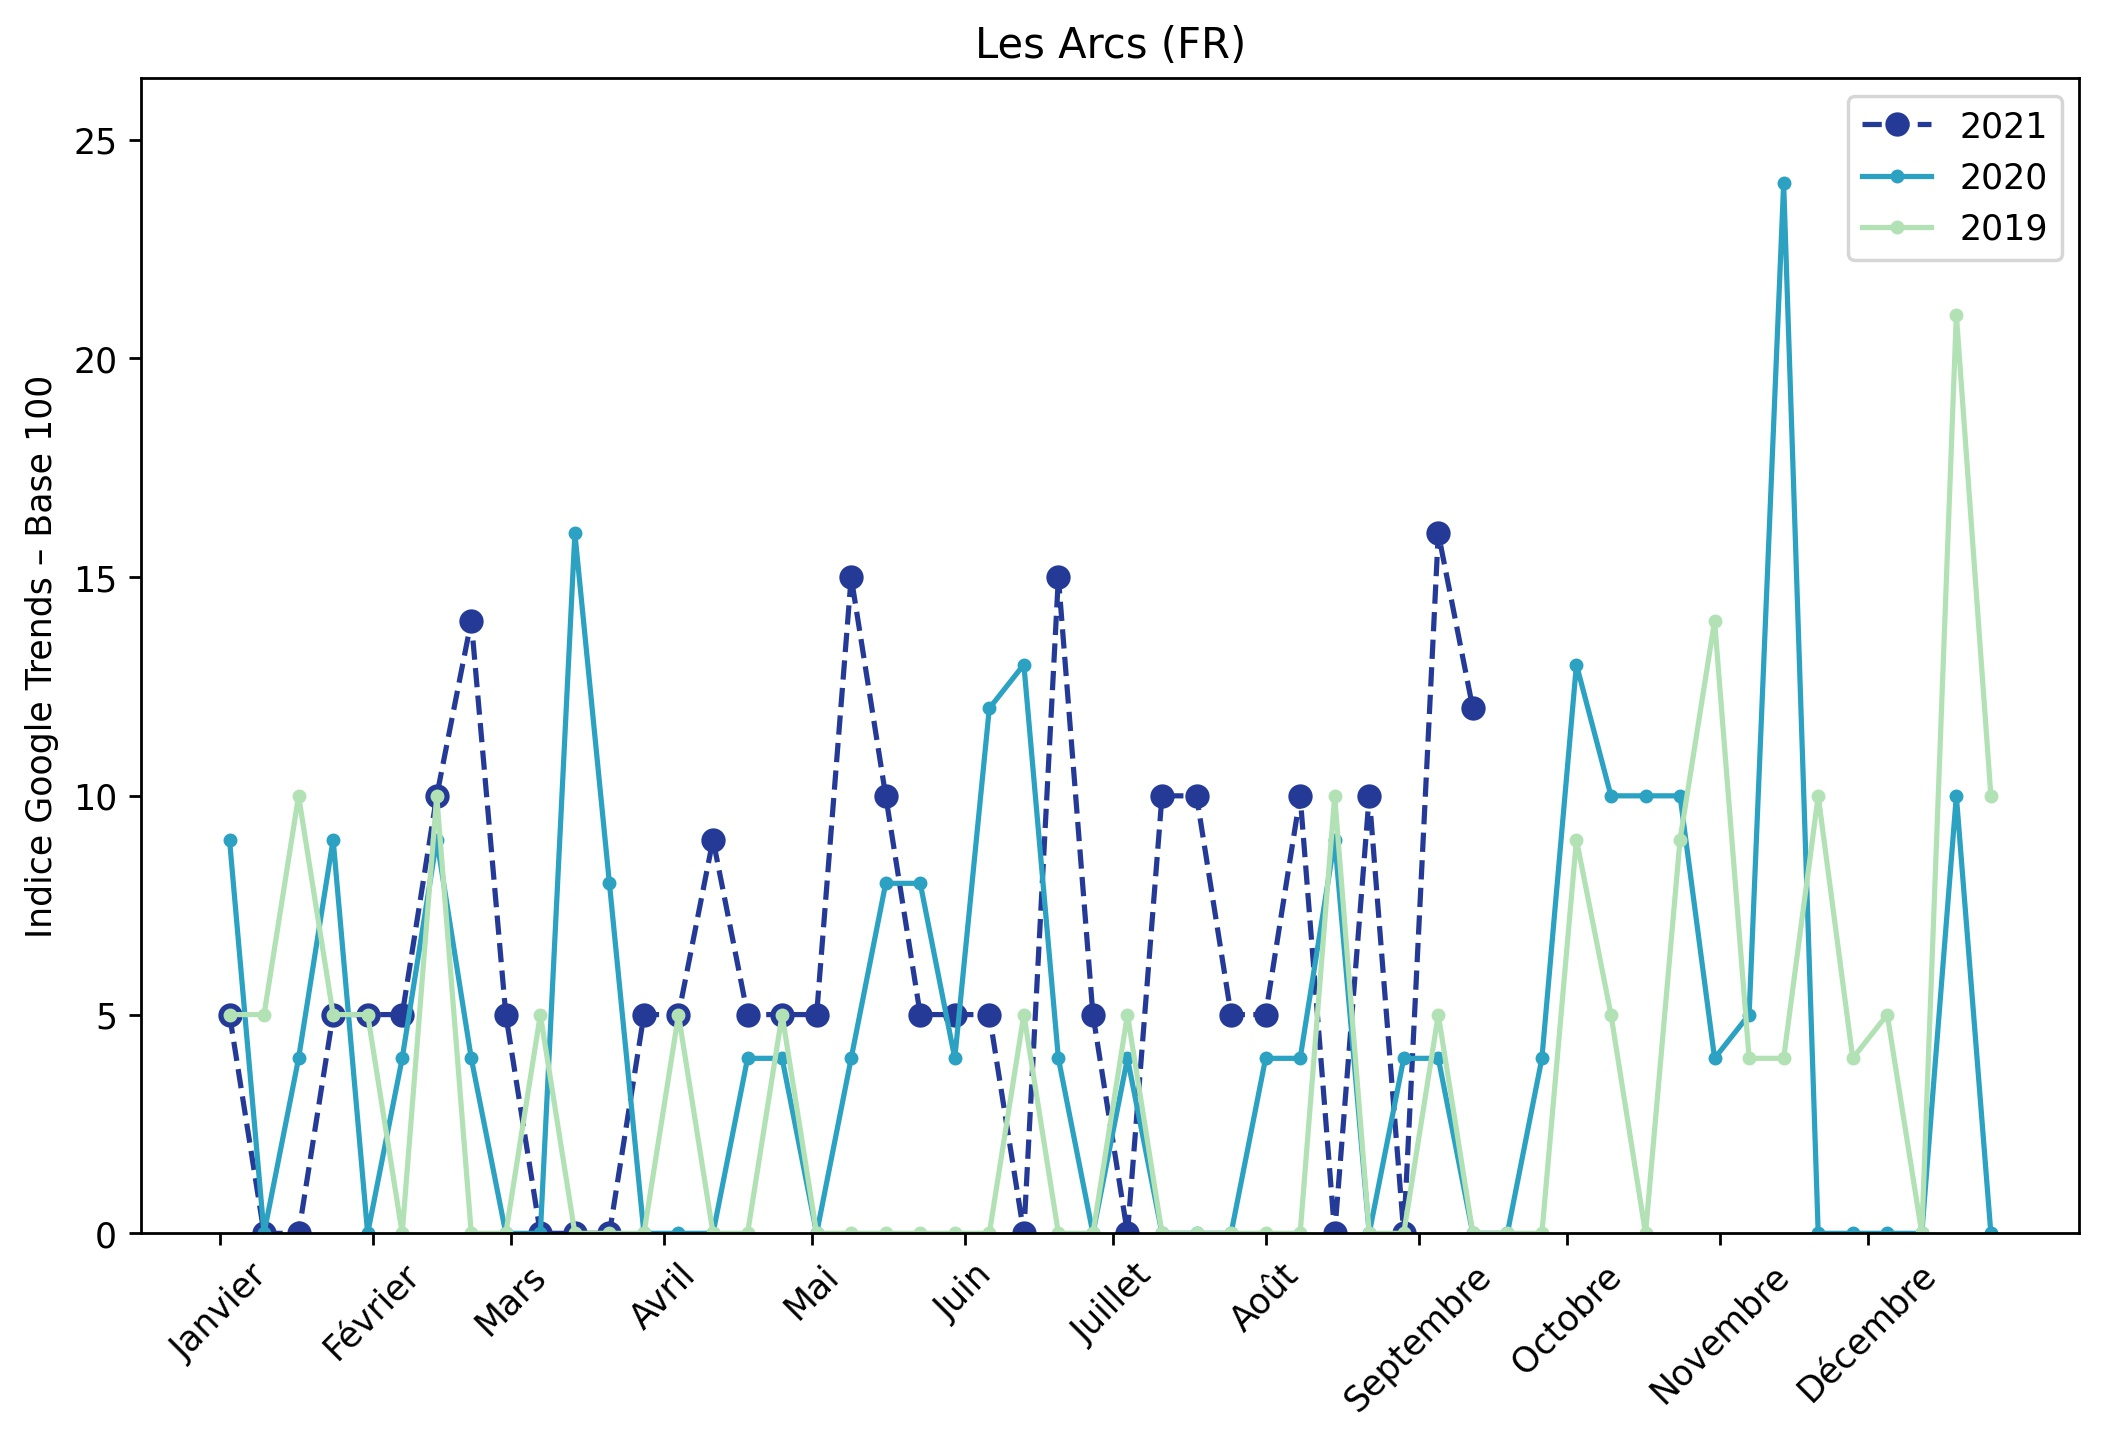 Les Arcs (FR)
Indice Google Trends – Base 100
25
20
15
10
5
0
2021
2020
2019
Janvier
Février
Mars
Avril
Mai
Juin
Juillet
Août
Septembre
Octobre
Novembre
Décembre